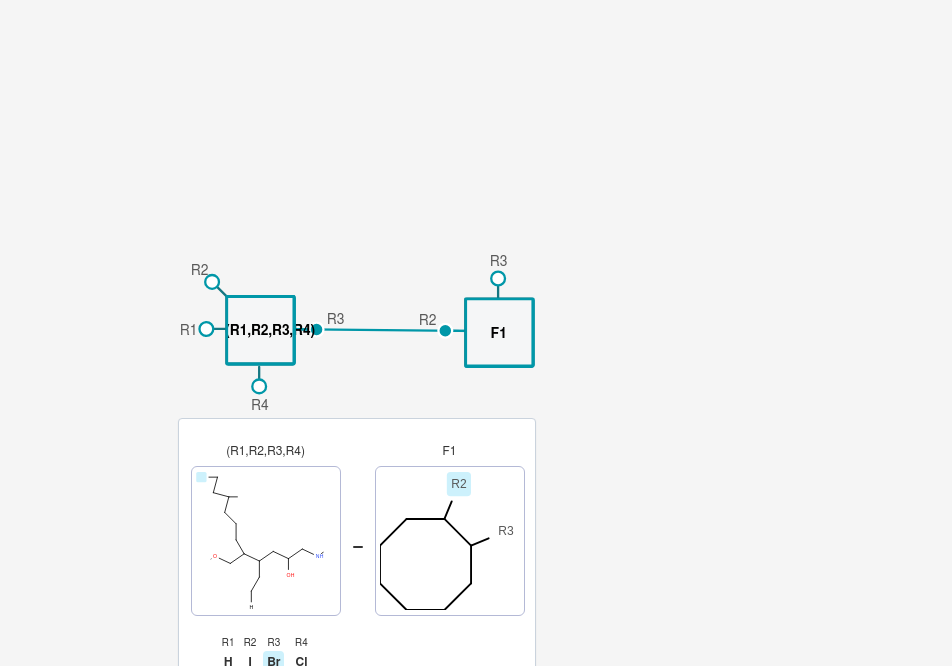 R2
R3
R1
(R1,R2,R3,R4)
R3
R2
F1
R4
(R1,R2,R3,R4)
F1
R2
R3
OH
H
R1 R2 R3 R4
H I Br Cl